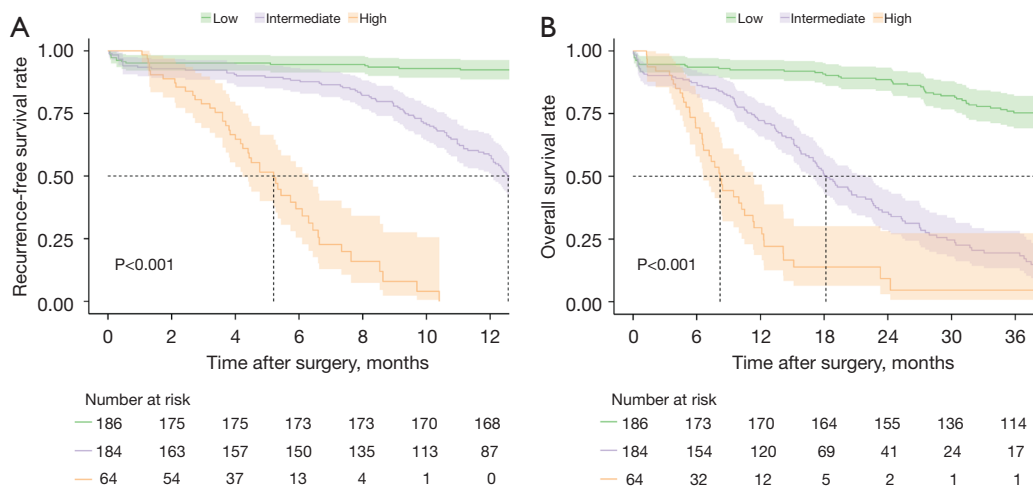 A
Low Intermediate High
Recurrence-free survival rate
1.00
0.75
0.50
0.25
0.00
P<0.001
0 2 4 6 8 10 12
Time after surgery, months
Number at risk
186 175 175 173 173 170 168
184 163 157 150 135 113 87
64 54 37 13 4 1 0
B
Low Intermediate High
Overall survival rate
1.00
0.75
0.50
0.25
0.00
P<0.001
0 6 12 18 24 30 36
Time after surgery, months
Number at risk
186 173 170 164 155 136 114
184 154 120 69 41 24 17
64 32 12 5 2 1 1